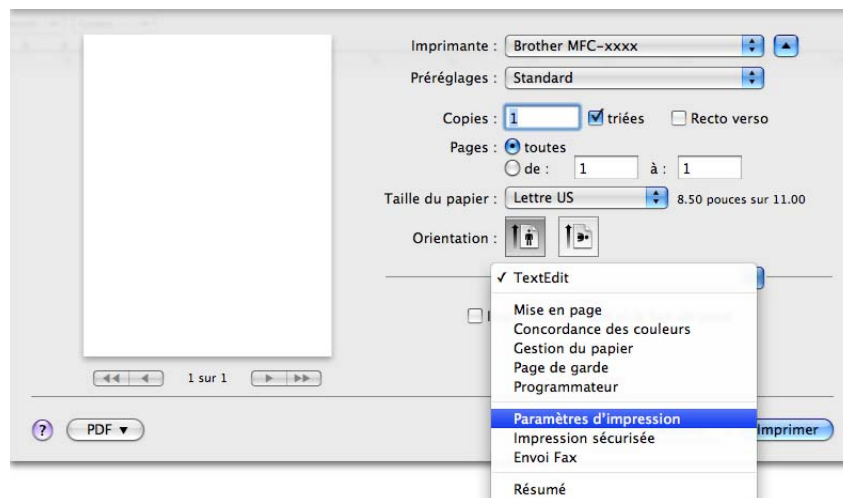 Imprimante : Brother MFC-xxxx
Préréglages : Standard
Copies : 1 triées Recto verso
Pages : toutes
de : 1 à : 1
Taille du papier : Lettre US 8.50 pouces sur 11.00
Orientation :
✓ TextEdit
Mise en page
Concordance des couleurs
Gestion du papier
Page de garde
Programmateur
1 sur 1
Paramètres d'impression
Impression sécurisée
Envoi Fax
Résumé
? PDF ▼ Imprimer